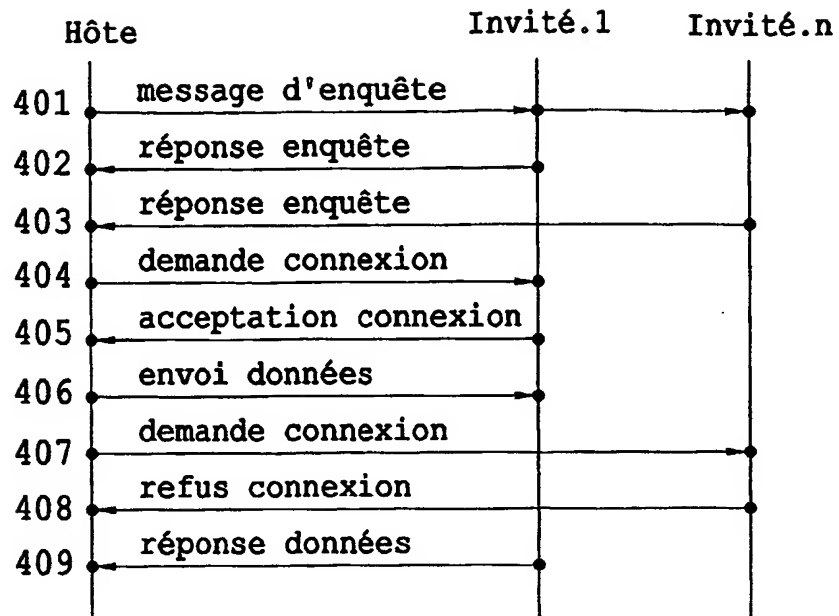 Hôte Invité.1 Invité.n
401 message d'enquête
402 réponse enquête
403 réponse enquête
404 demande connexion
405 acceptation connexion
406 envoi données
407 demande connexion
408 refus connexion
409 réponse données